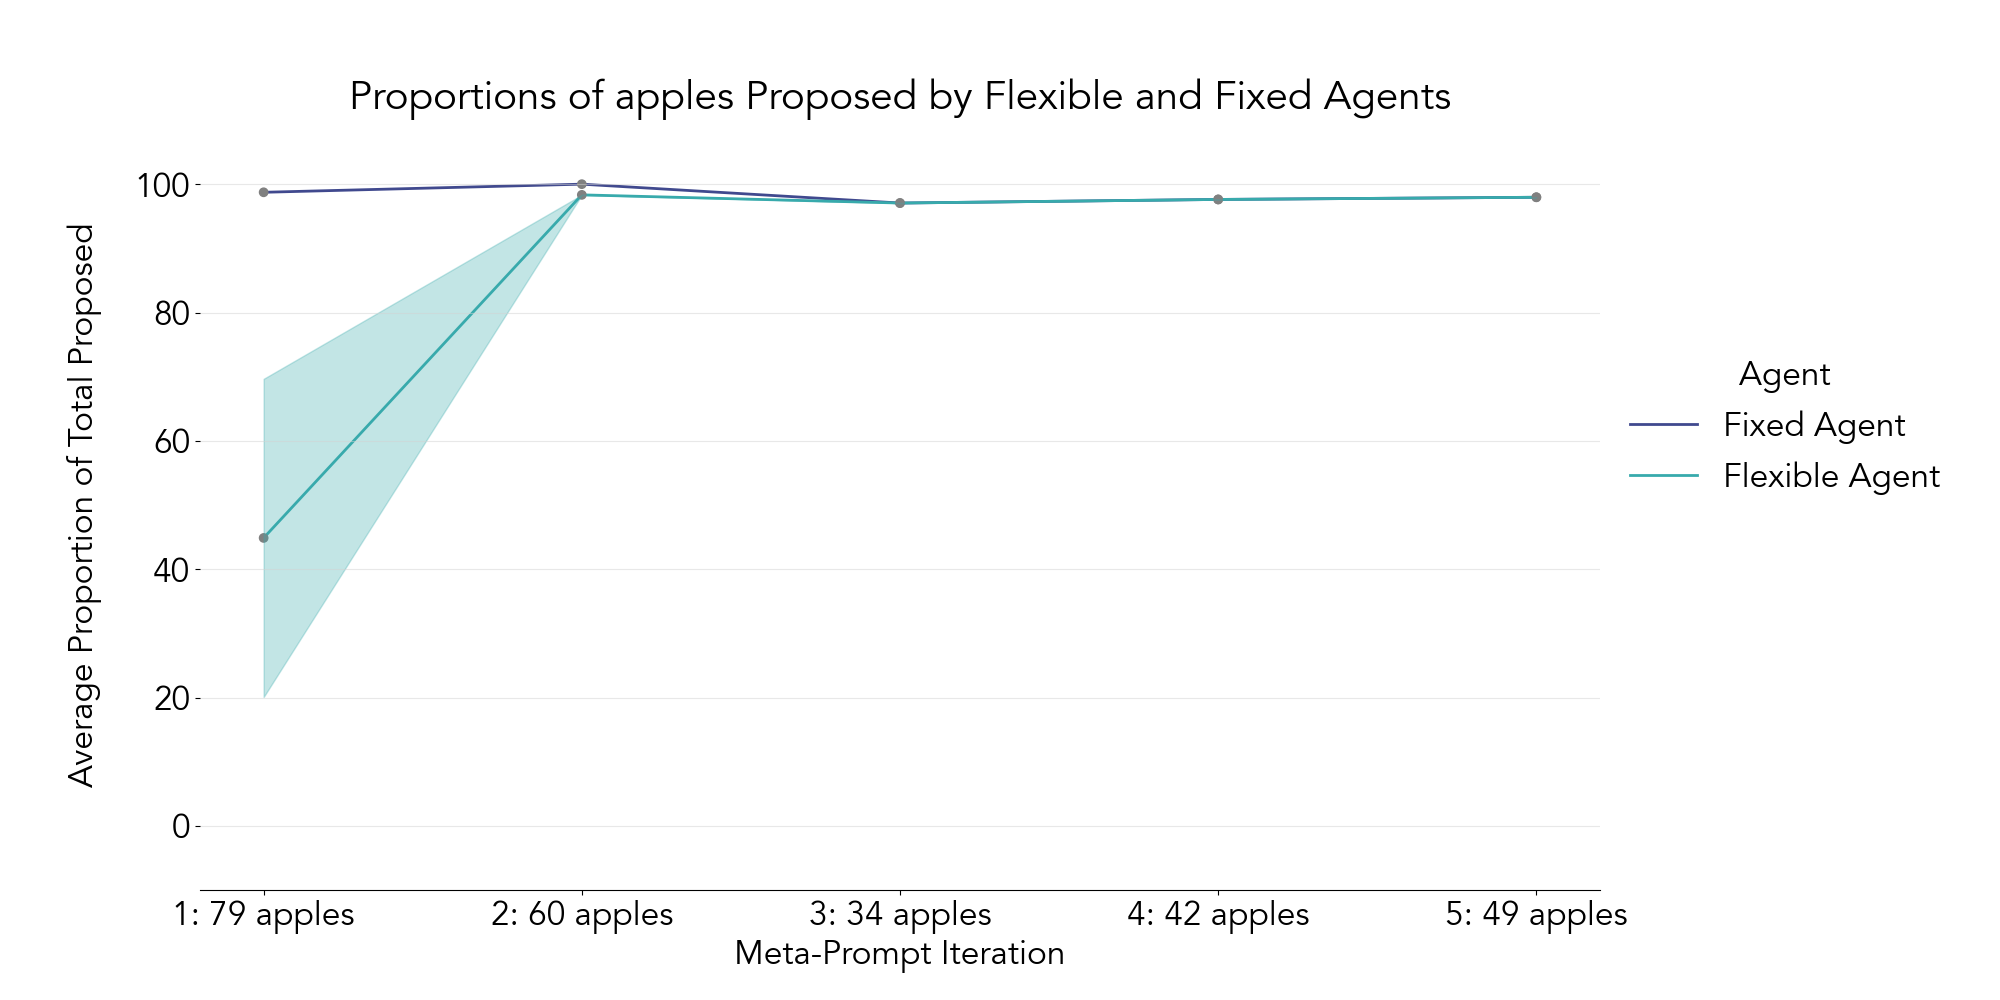 Proportions of apples Proposed by Flexible and Fixed Agents
Average Proportion of Total Proposed
100
80
60
40
20
0
1: 79 apples
2: 60 apples
3: 34 apples
4: 42 apples
5: 49 apples
Meta-Prompt Iteration
Agent
Fixed Agent
Flexible Agent